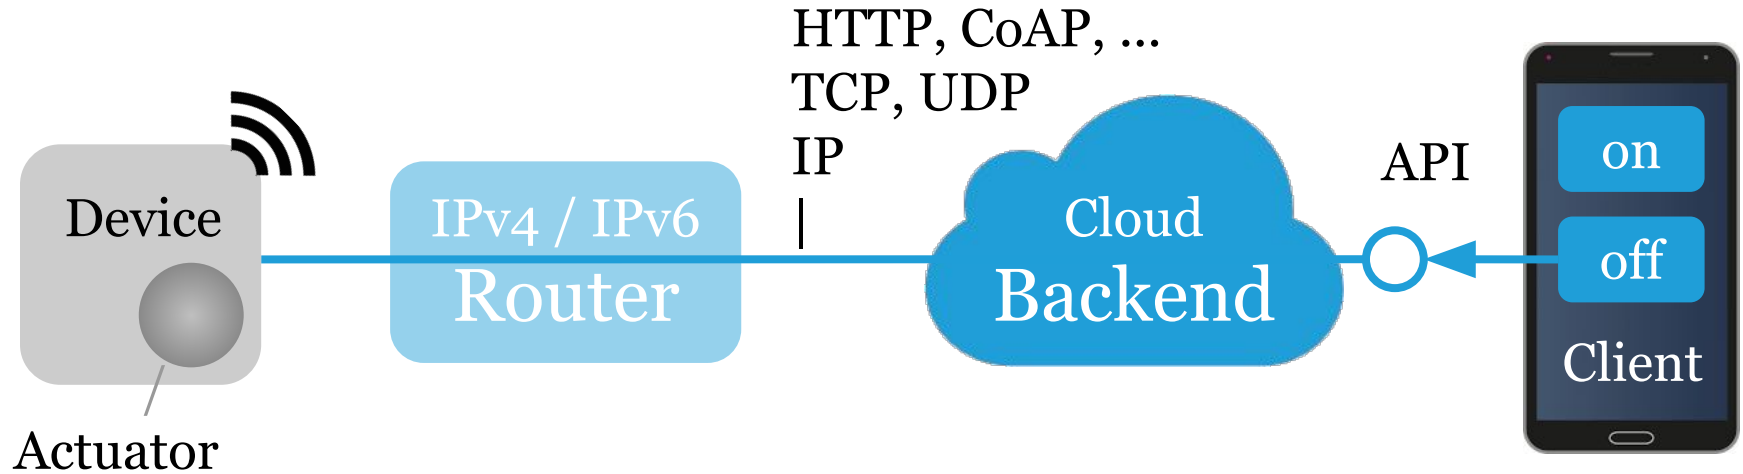 HTTP, CoAP, ...
TCP, UDP
IP
Device
Actuator
IPv4 / IPv6
Router
Cloud
Backend
API
on
off
Client